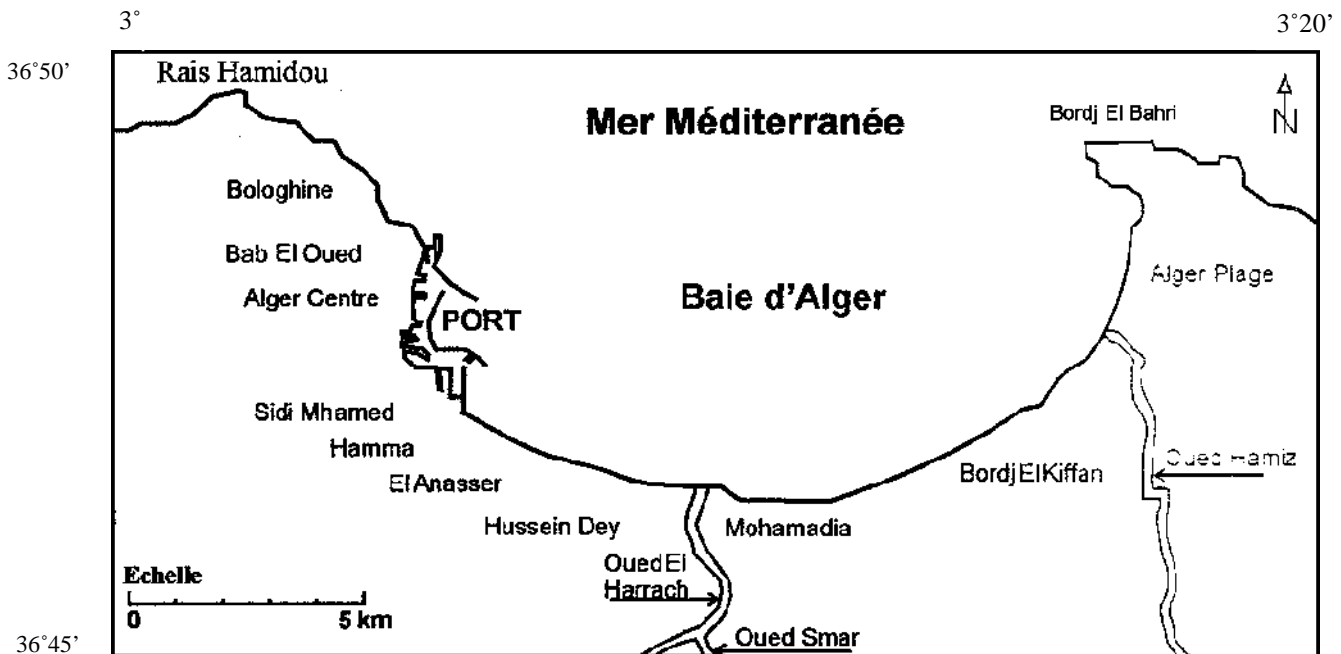 3° 3°20’
36°50’
Rais Hamidou
Mer Méditerranée
Bordj El Bahri
N
Bologhine
Bab El Oued
Alger Plage
Alger Centre
Baie d'Alger
PORT
Sidi Mhamed
Hamma
Oued Hamiz
Bordj El Kiffan
El Anasser
Hussein Dey
Mohamadia
Oued El
Harrach
Echelle
0 5 km
Oued Smar
36°45’